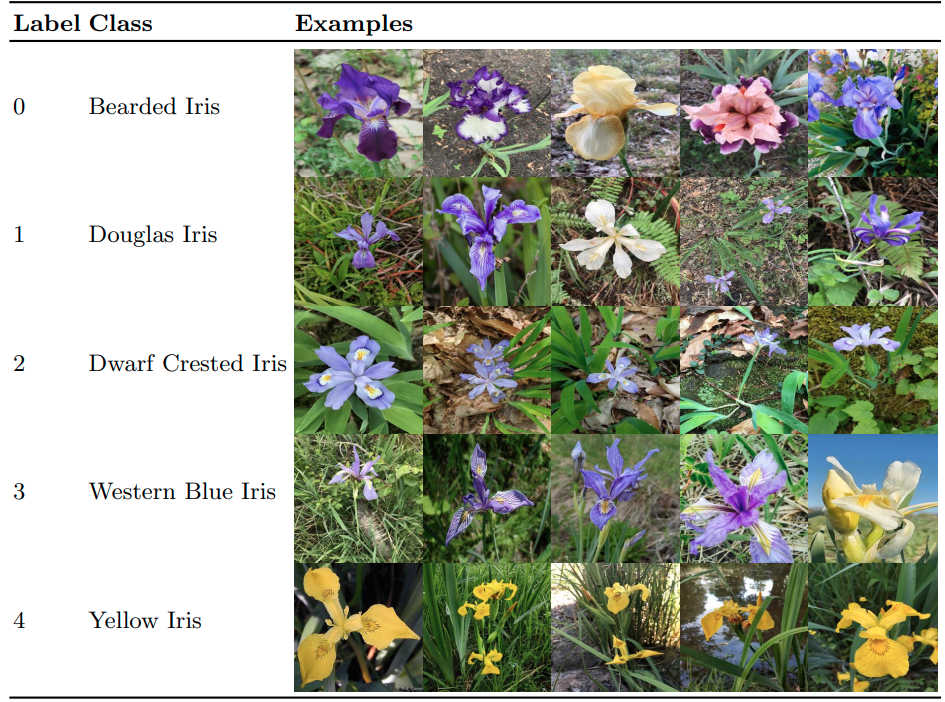 Label Class Examples
0 Bearded Iris
1 Douglas Iris
2 Dwarf Crested Iris
3 Western Blue Iris
4 Yellow Iris